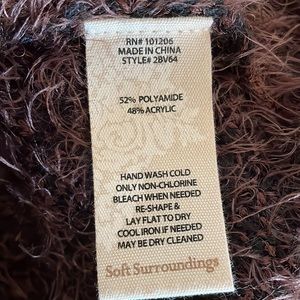 RN# 101206
MADE IN CHINA
STYLE# 2BV64
52% POLYAMIDE
48% ACRYLIC
HAND WASH COLD
ONLY NON-CHLORINE
BLEACH WHEN NEEDED
RE-SHAPE &
LAY FLAT TO DRY
COOL IRON IF NEEDED
MAY BE DRY CLEANED
Soft Surroundings